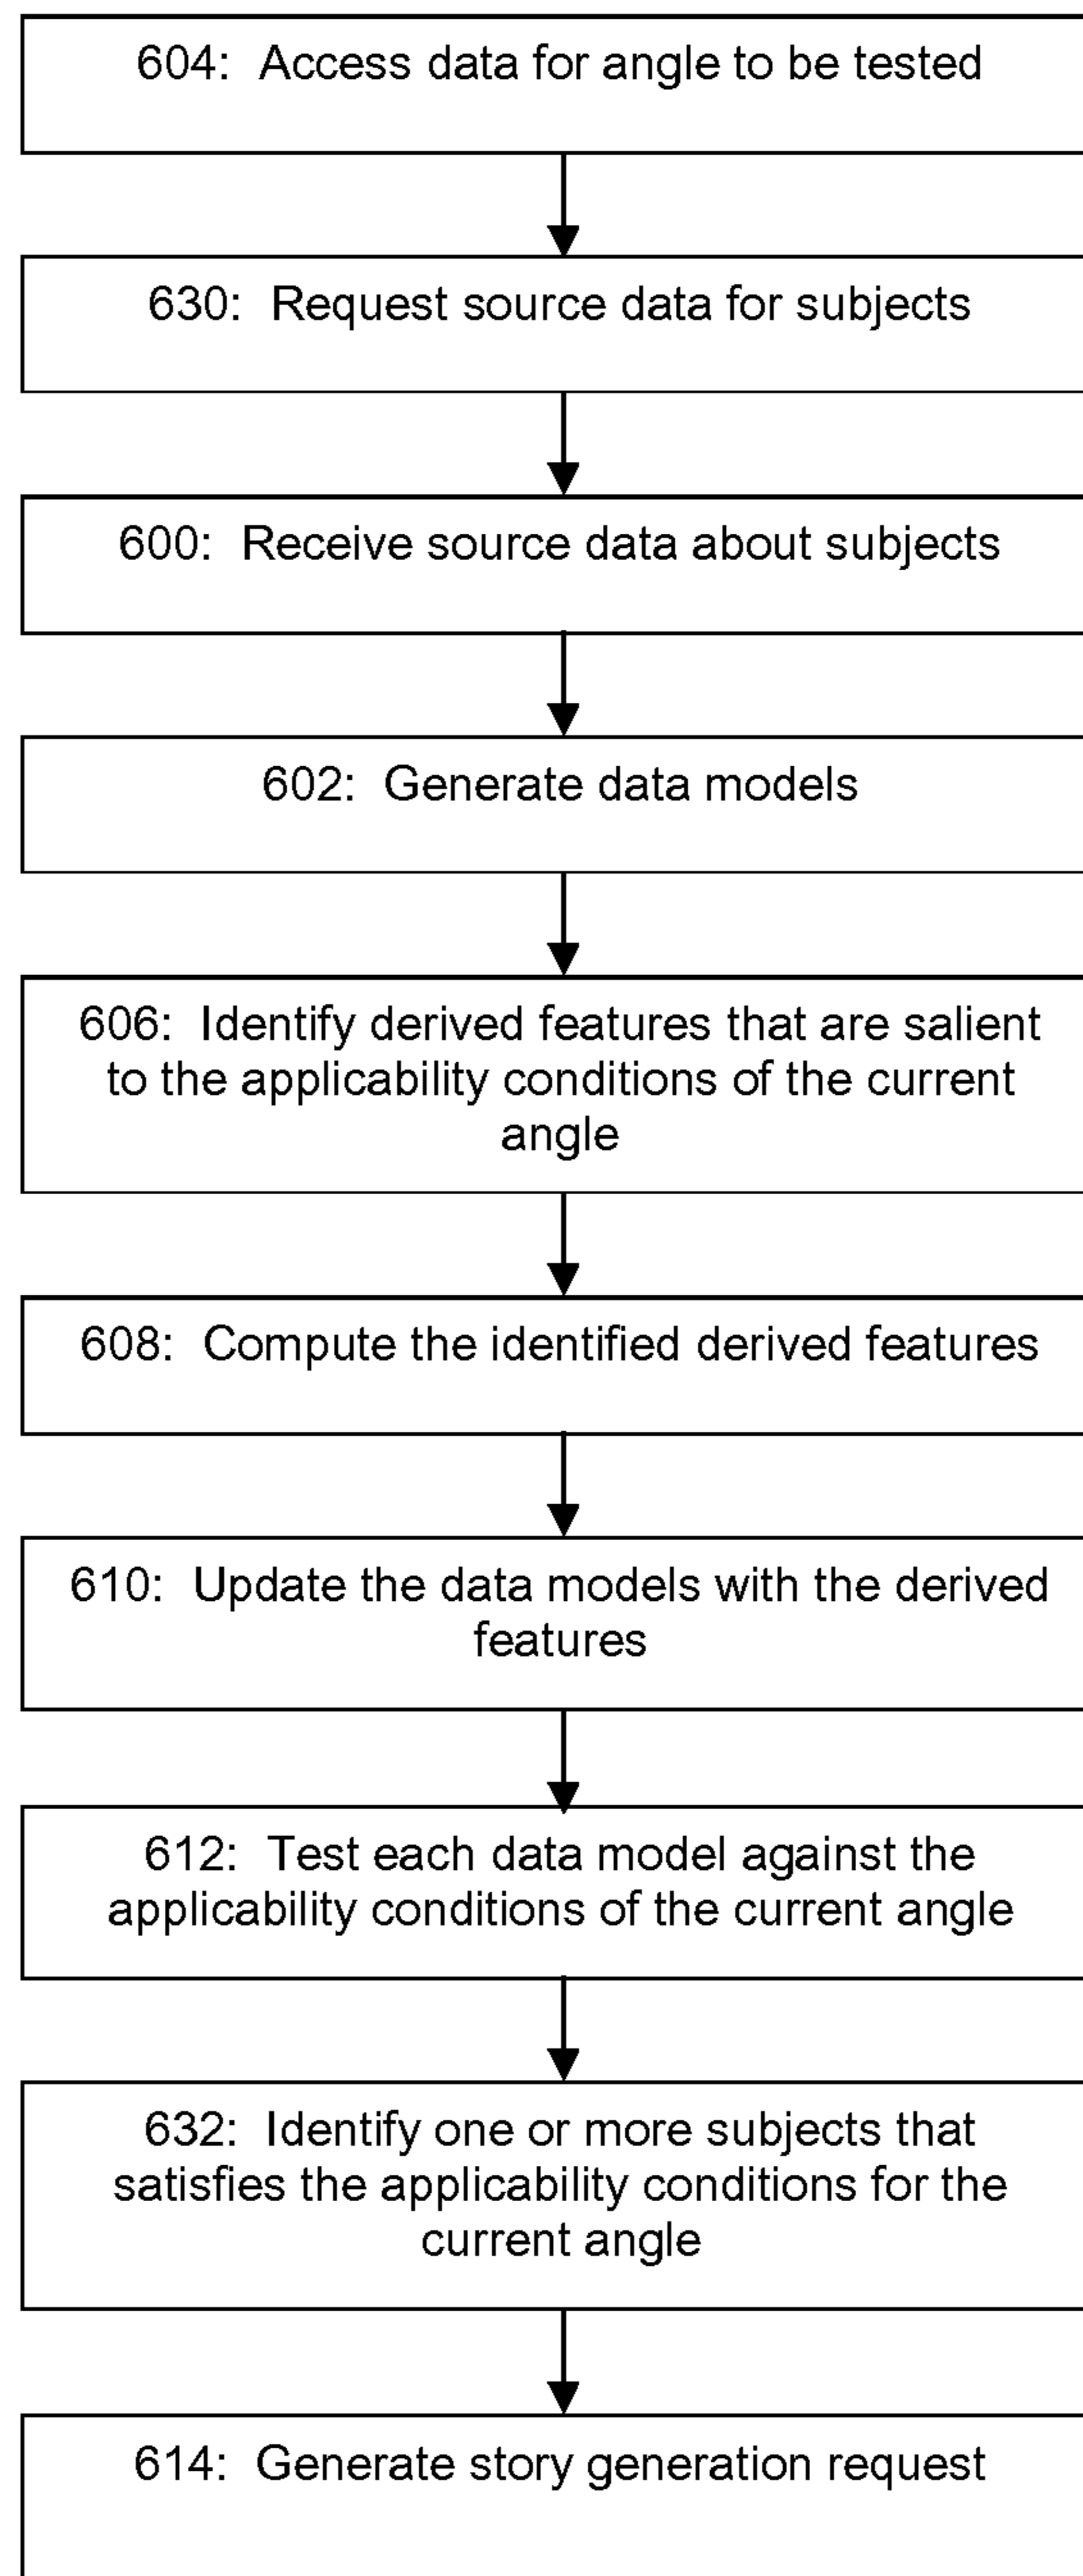 604: Access data for angle to be tested
630: Request source data for subjects
600: Receive source data about subjects
602: Generate data models
606: Identify derived features that are salient
to the applicability conditions of the current
angle
608: Compute the identified derived features
610: Update the data models with the derived
features
612: Test each data model against the
applicability conditions of the current angle
632: Identify one or more subjects that
satisfies the applicability conditions for the
current angle
614: Generate story generation request